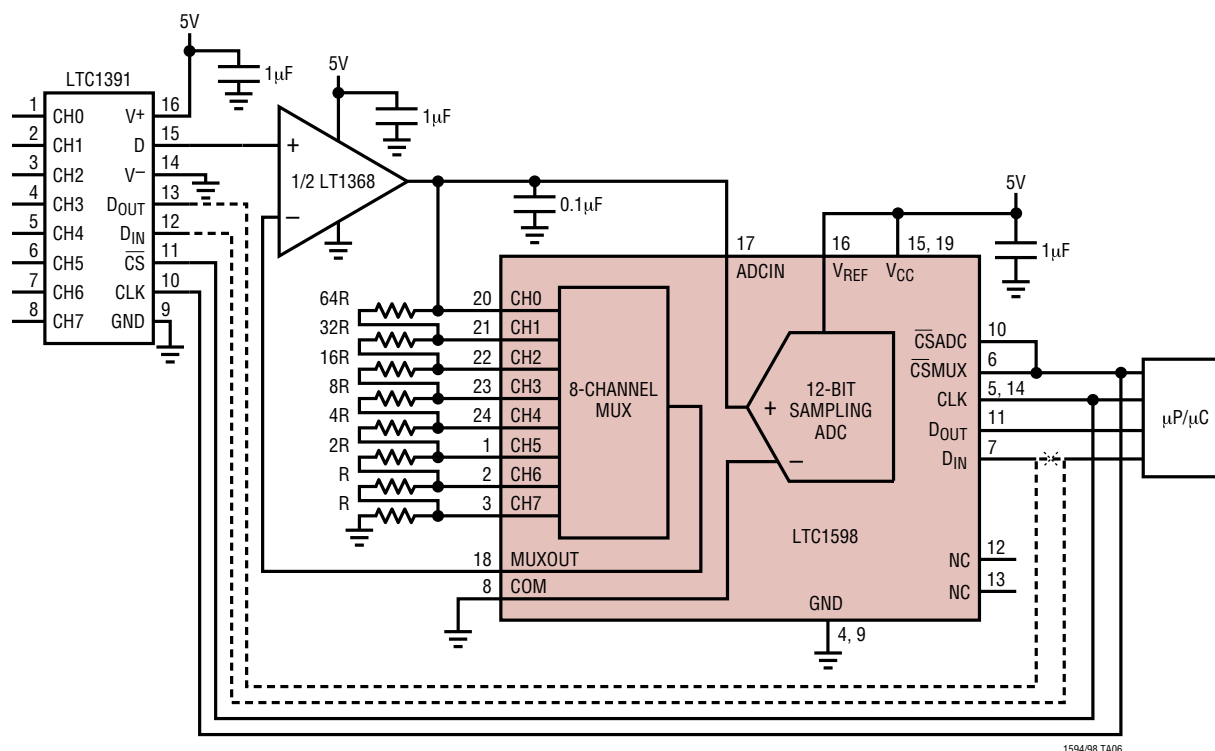 5V
1µF
LTC1391
1 CH0 V+ 16
2 CH1 D 15
3 CH2 V− 14
4 CH3 DOUT 13
5 CH4 DIN 12
6 CH5 CS 11
7 CH6 CLK 10
8 CH7 GND 9
5V
1µF
+
1/2 LT1368
−
0.1µF
5V
1µF
17 ADCIN
16 VREF
15, 19 VCC
64R 20 CH0
32R 21 CH1
16R 22 CH2
8R 23 CH3
4R 24 CH4
2R 1 CH5
R 2 CH6
R 3 CH7
8-CHANNEL
MUX
+
12-BIT
SAMPLING
ADC
−
CSADC 10
CSMUX 6
CLK 5, 14
DOUT 11
DIN 7
µP/µC
LTC1598
18 MUXOUT
8 COM
NC 12
NC 13
GND
4, 9
1594/98 TA06